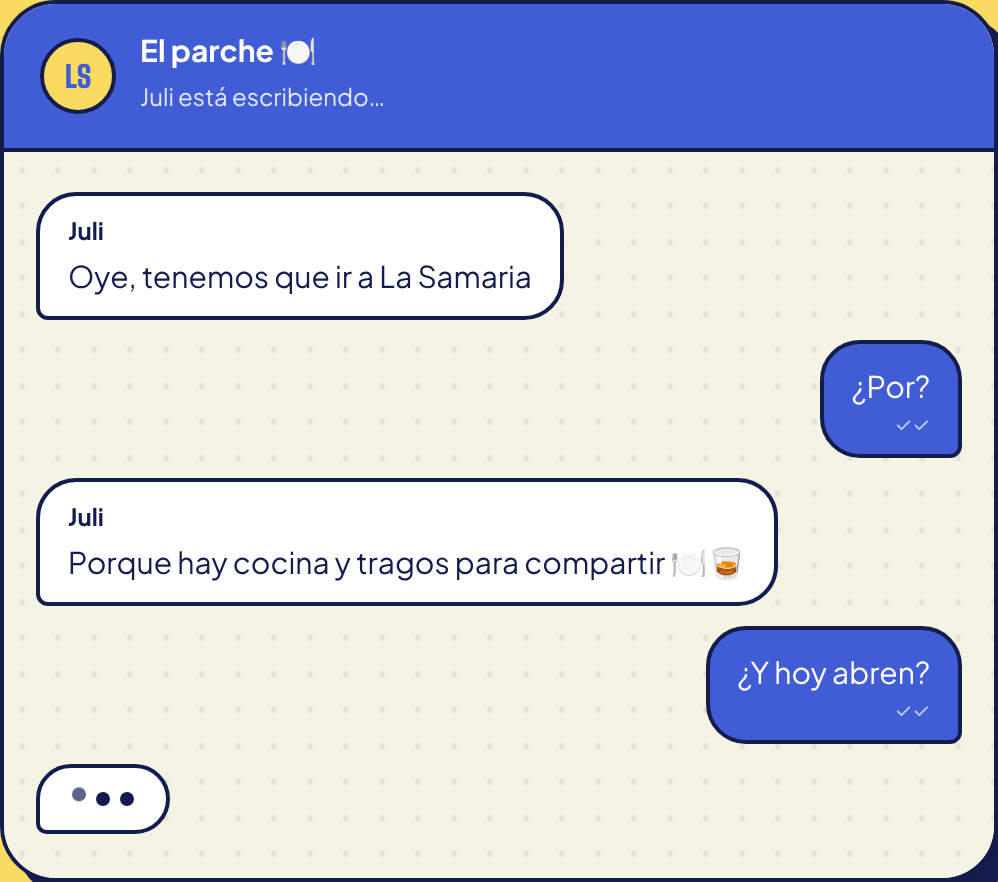 LS
El parche 🍽️
Juli está escribiendo...
Juli
Oye, tenemos que ir a La Samaria
¿Por?
Juli
Porque hay cocina y tragos para compartir 🍽️🥃
¿Y hoy abren?